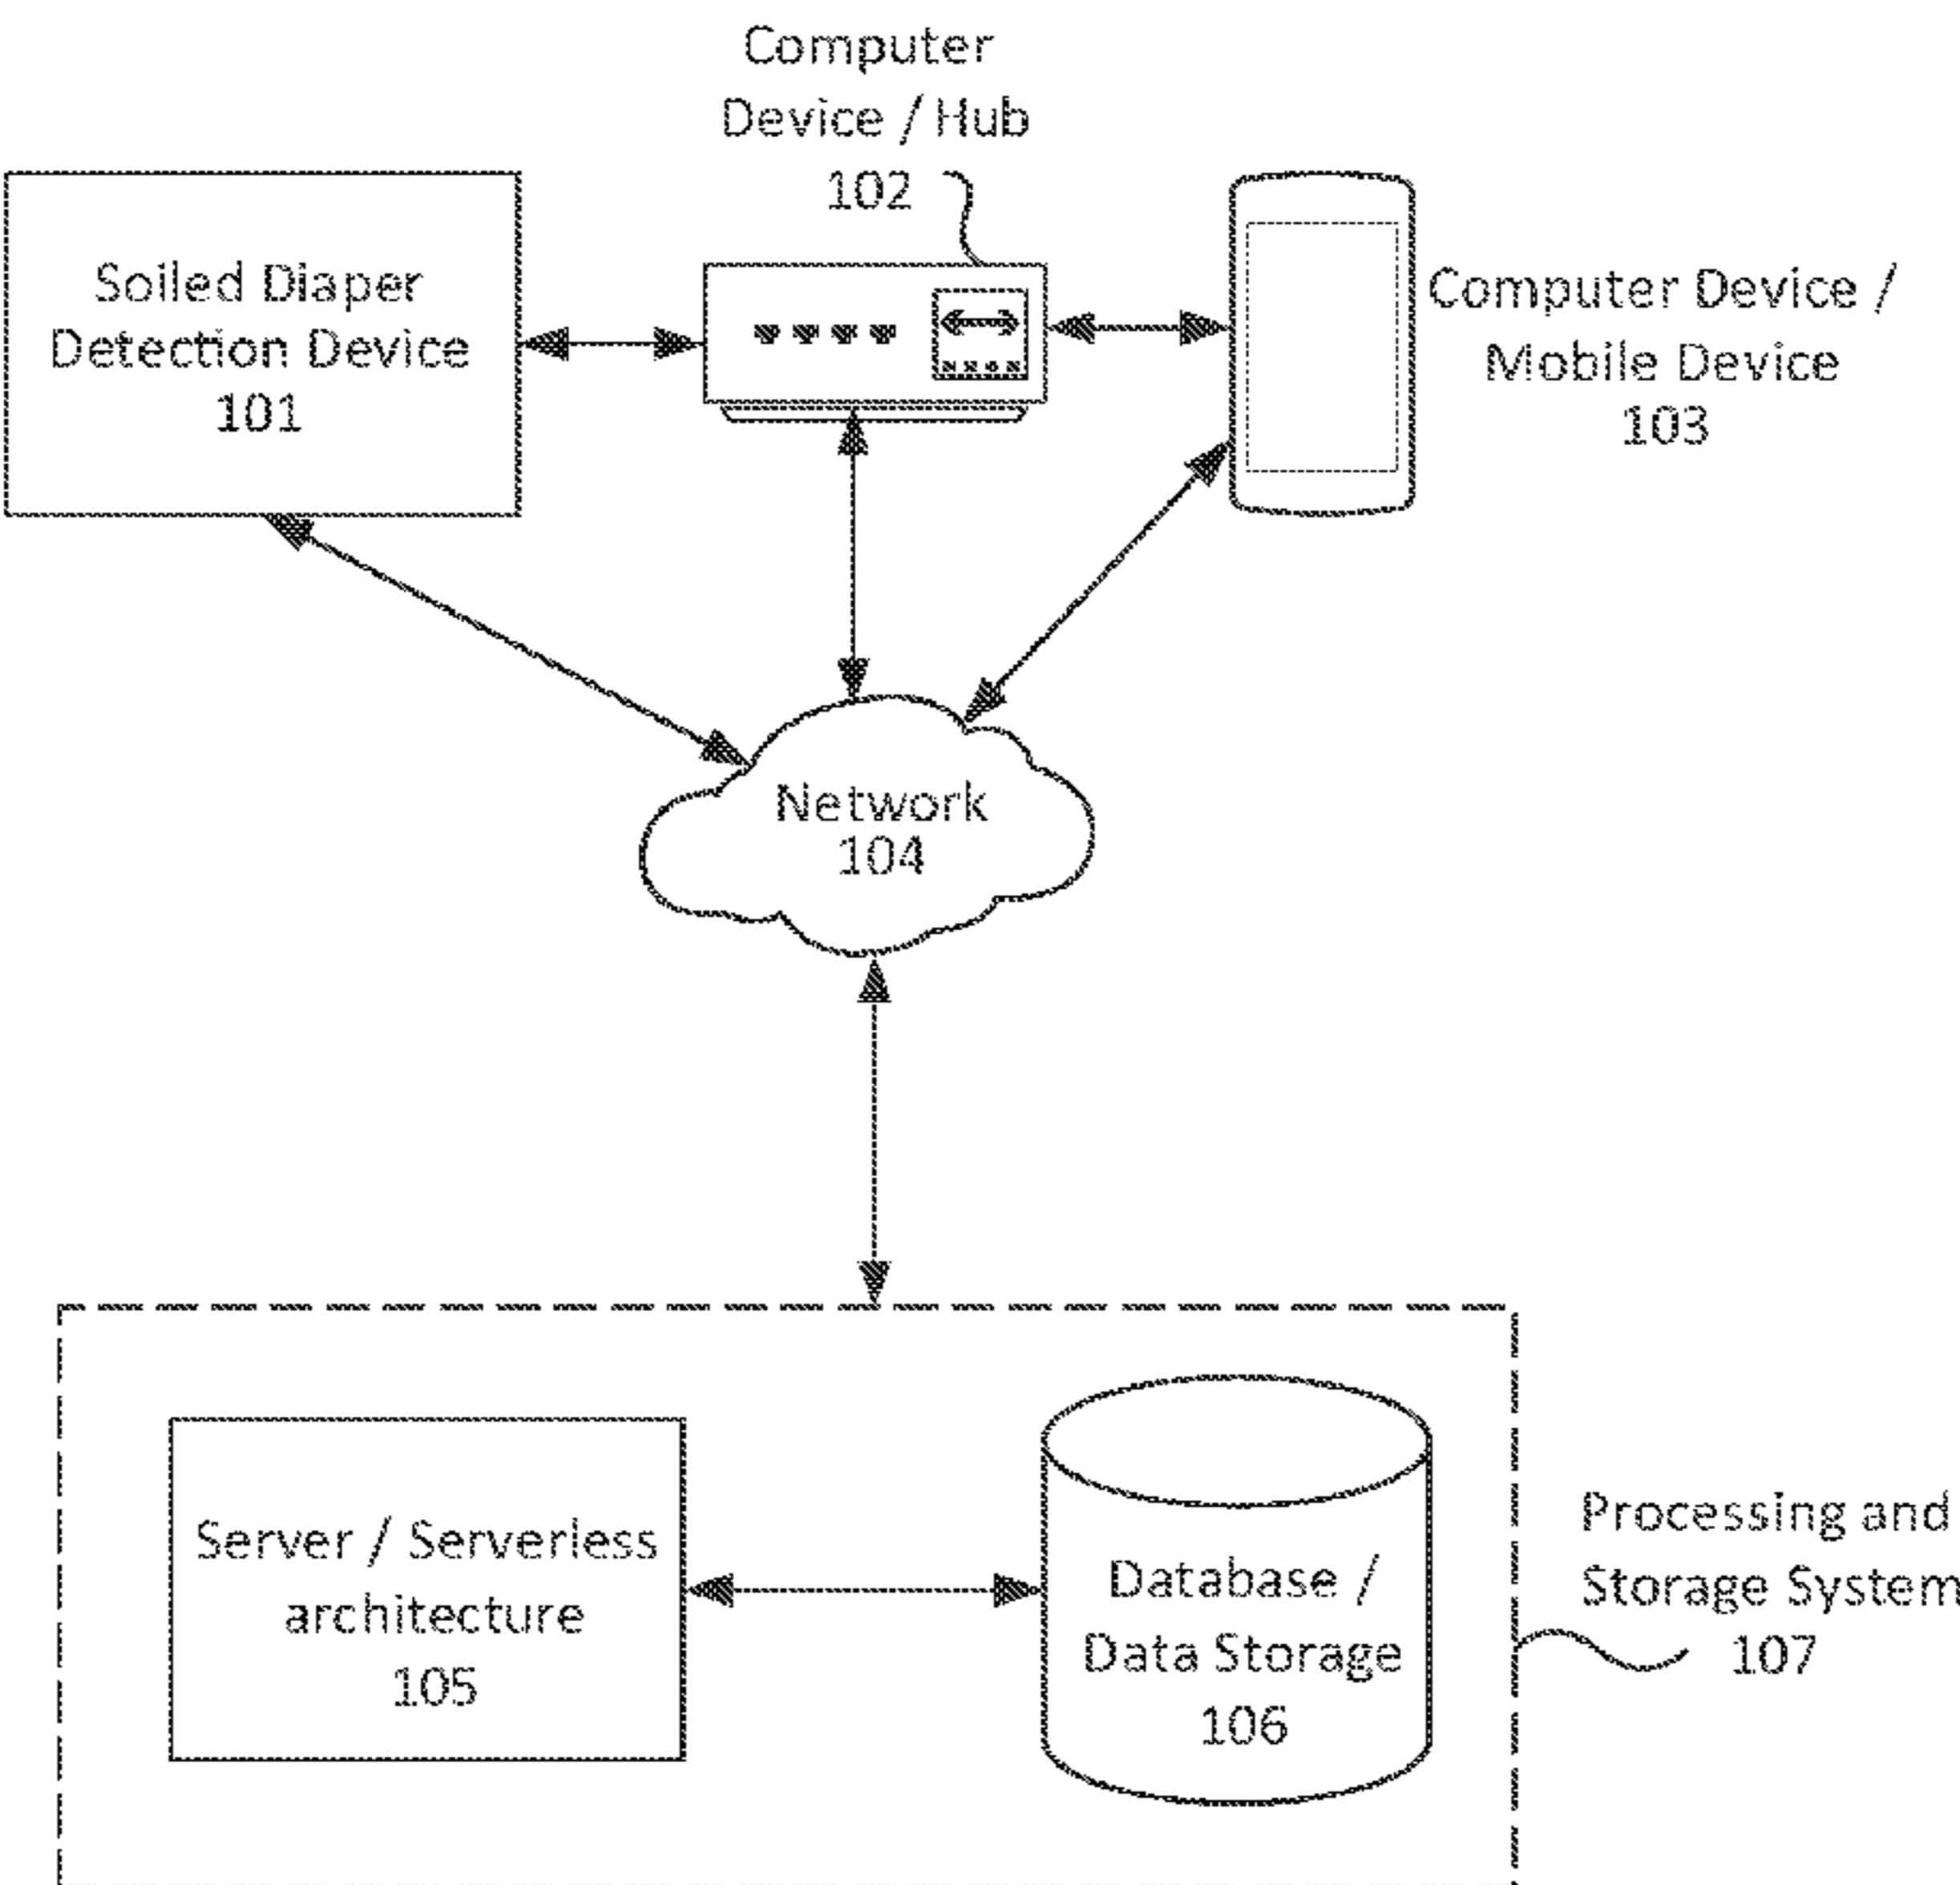 Computer
Device / Hub
102
Soiled Diaper
Detection Device
101
Computer Device /
Mobile Device
103
Network
104
Server / Serverless
architecture
105
Database /
Data Storage
106
Processing and
Storage System
107